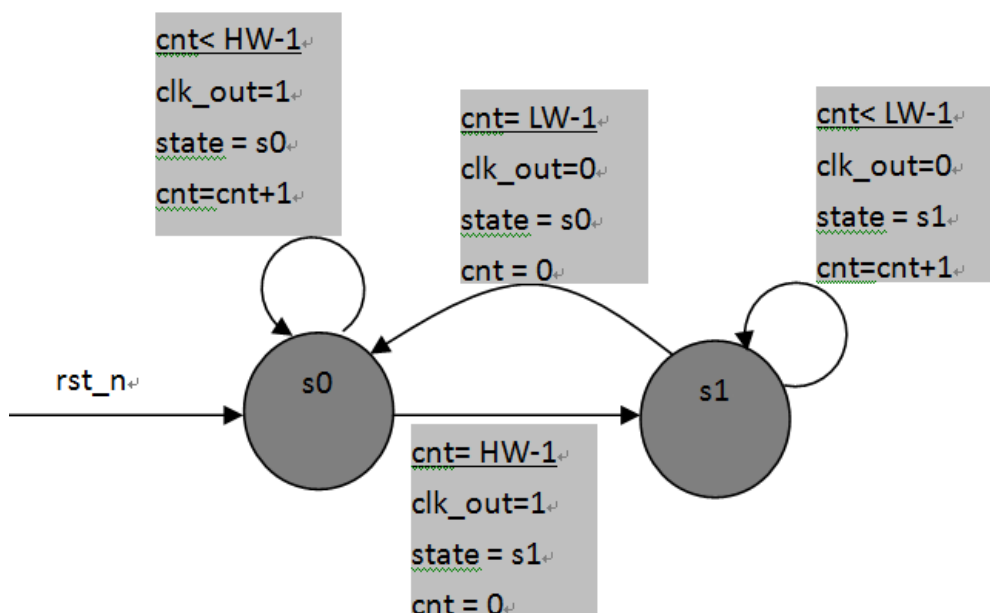 cnt< HW-1
clk_out=1
state = s0
cnt=cnt+1
cnt= LW-1
clk_out=0
state = s0
cnt = 0
cnt< LW-1
clk_out=0
state = s1
cnt=cnt+1
rst_n
s0
s1
cnt= HW-1
clk_out=1
state = s1
cnt = 0